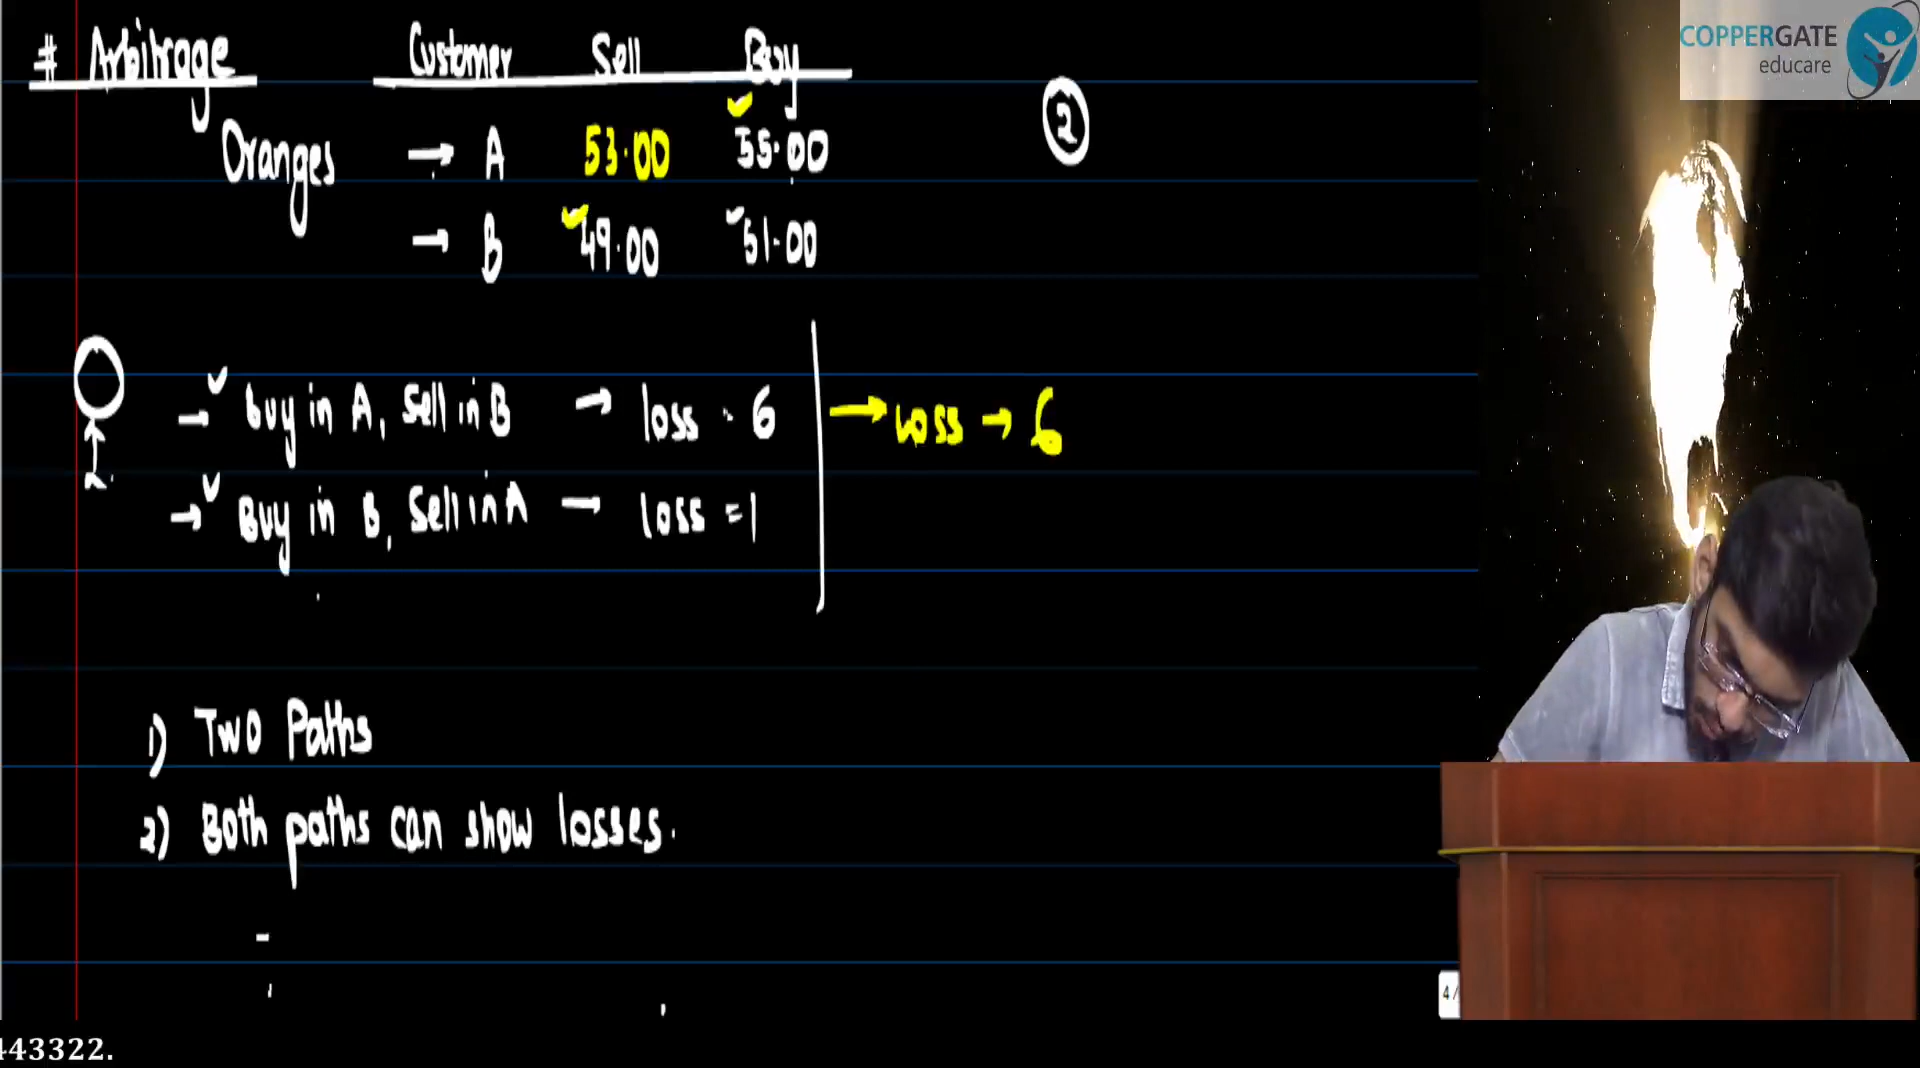 # Arbitrage Customer Sell Buy
Oranges → A 53.00 55.00
→ B 49.00 51.00
②
→ buy in A, Sell in B → loss - 6 → Loss → 6
→ Buy in B, Sell in A — loss = 1
1) Two Paths
2) Both paths can show losses.
COPPERGATE
educare
4/
443322.